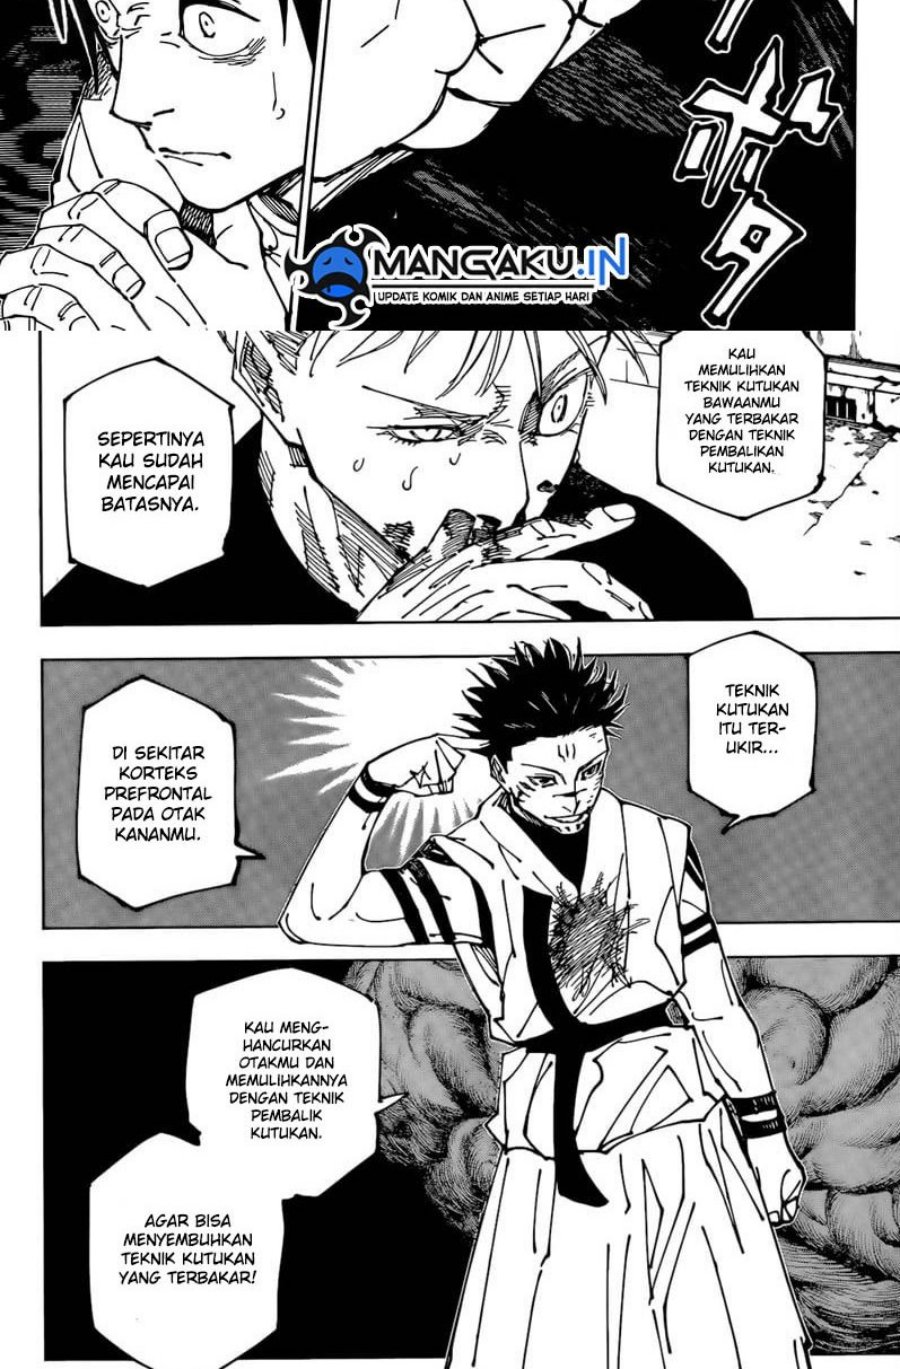 ボタ
MANGAKU.IN
UPDATE KOMIK DAN ANIME SETIAP HARI
KAU
MEMULIHKAN
TEKNIK KUTUKAN
BAWAANMU
YANG TERBAKAR
DENGAN TEKNIK
PEMBALIKAN
KUTUKAN.
SEPERTINYA
KAU SUDAH
MENCAPAI
BATASNYA.
TEKNIK
KUTUKAN
ITU TER-
UKIR...
DI SEKITAR
KORTEKS
PREFRONTAL
PADA OTAK
KANANMU.
KAU MENG-
HANCURKAN
OTAKMU DAN
MEMULIHKANNYA
DENGAN TEKNIK
PEMBALIK
KUTUKAN.
AGAR BISA
MENYEMBUHKAN
TEKNIK KUTUKAN
YANG TERBAKAR!